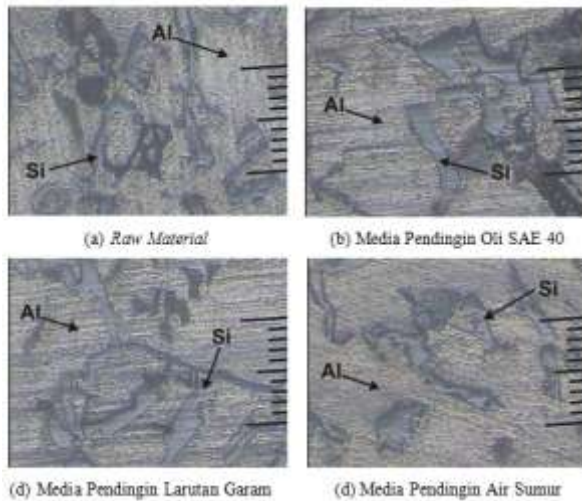 Al
Si
Al
Si
(a) Raw Material
(b) Media Pendingin Oli SAE 40
Al
Si
Si
Al
(d) Media Pendingin Larutan Garam
(d) Media Pendingin Air Sumur